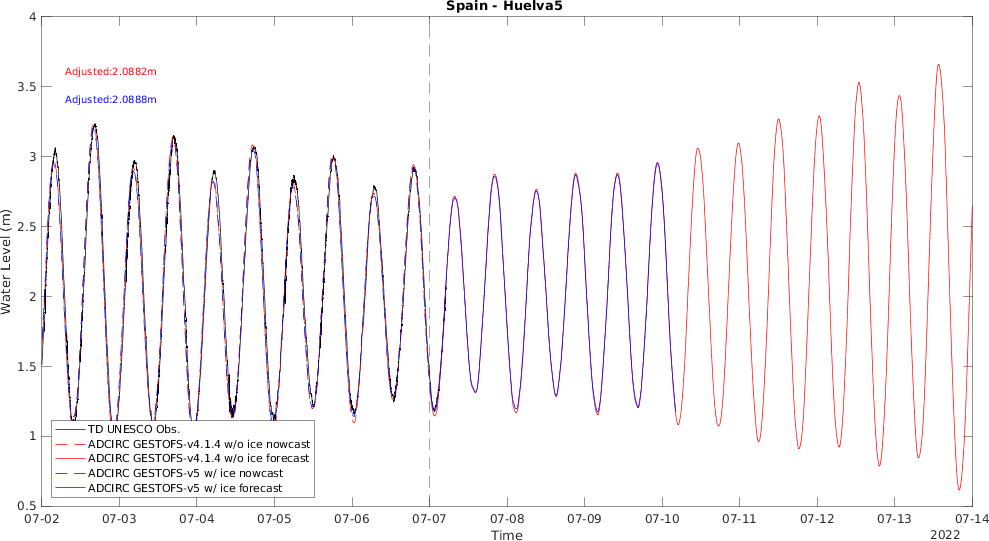 Spain - Huelva5
4
3.5
3
2.5
2
1.5
1
0.5
Water Level (m)
Adjusted:2.0882m
Adjusted:2.0888m
TD UNESCO Obs.
ADCIRC GESTOFS-v4.1.4 w/o ice nowcast
ADCIRC GESTOFS-v4.1.4 w/o ice forecast
ADCIRC GESTOFS-v5 w/ ice nowcast
ADCIRC GESTOFS-v5 w/ ice forecast
07-02 07-03 07-04 07-05 07-06 07-07 07-08 07-09 07-10 07-11 07-12 07-13 07-14
Time
2022